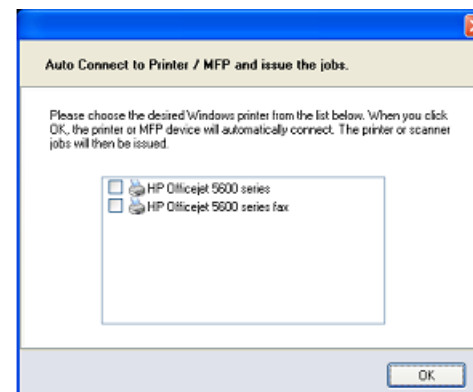 Auto Connect to Printer / MFP and issue the jobs.
Please choose the desired Windows printer from the list below. When you click
OK, the printer or MFP device will automatically connect. The printer or scanner
jobs will then be issued.
HP Officejet 5600 series
HP Officejet 5600 series fax
OK